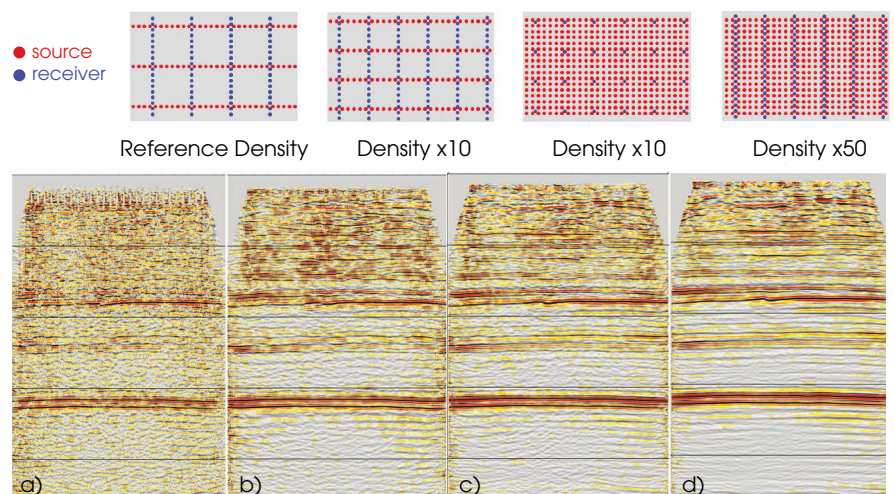 source
receiver
Reference Density
Density x10
Density x10
Density x50
a)
b)
c)
d)